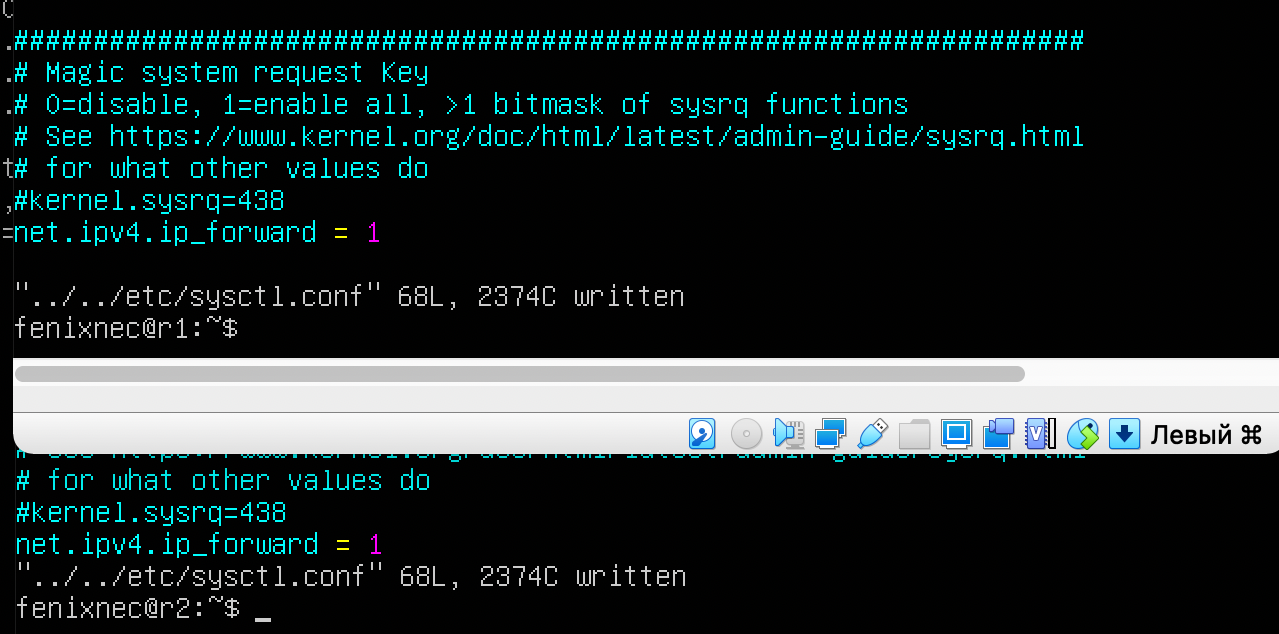 ###################################################################
# Magic system request Key
# 0=disable, 1=enable all, >1 bitmask of sysrq functions
# See https://www.kernel.org/doc/html/latest/admin-guide/sysrq.html
# for what other values do
#kernel.sysrq=438
net.ipv4.ip_forward = 1
"../../etc/sysctl.conf" 68L, 2374C written
fenixnec@r1:~$
Левый ⌘
# for what other values do
#kernel.sysrq=438
net.ipv4.ip_forward = 1
"../../etc/sysctl.conf" 68L, 2374C written
fenixnec@r2:~$ _